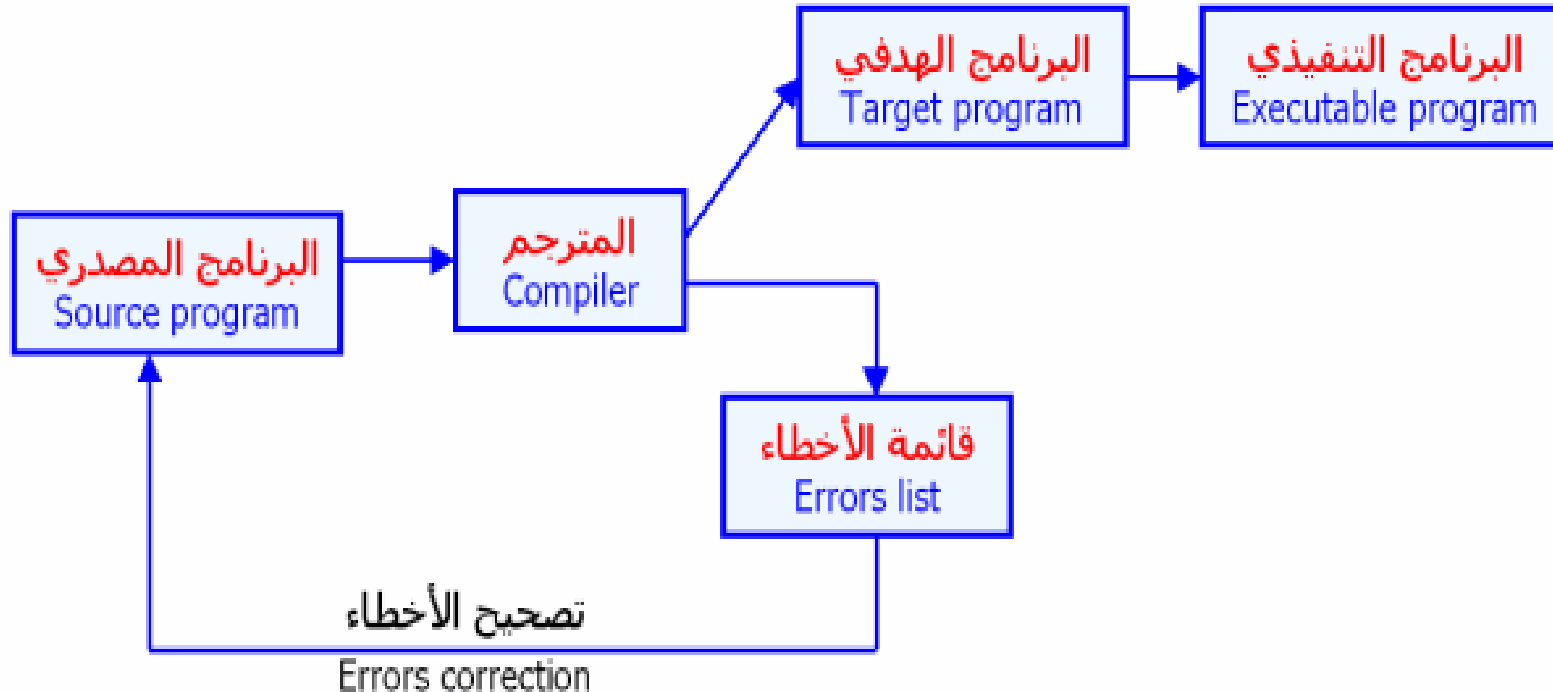 البرنامج الهدفي
Target program
البرنامج التنفيذي
Executable program
البرنامج المصدري
Source program
المترجم
Compiler
قائمة الأخطاء
Errors list
تصحيح الأخطاء
Errors correction